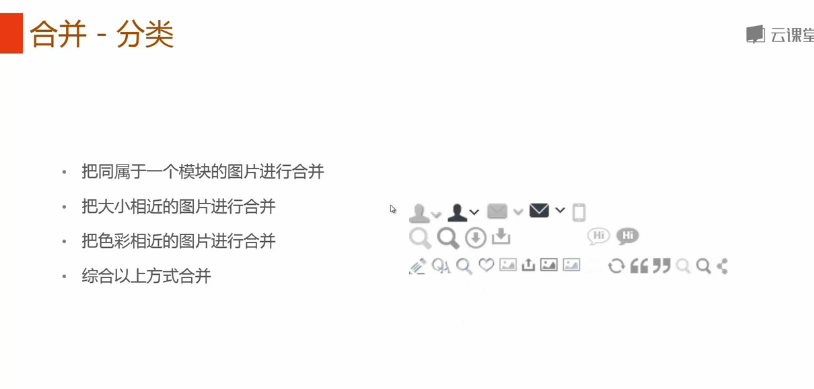 合并 - 分类
云课堂
• 把同属于一个模块的图片进行合并
• 把大小相近的图片进行合并
• 把色彩相近的图片进行合并
• 综合以上方式合并
Hi Hi